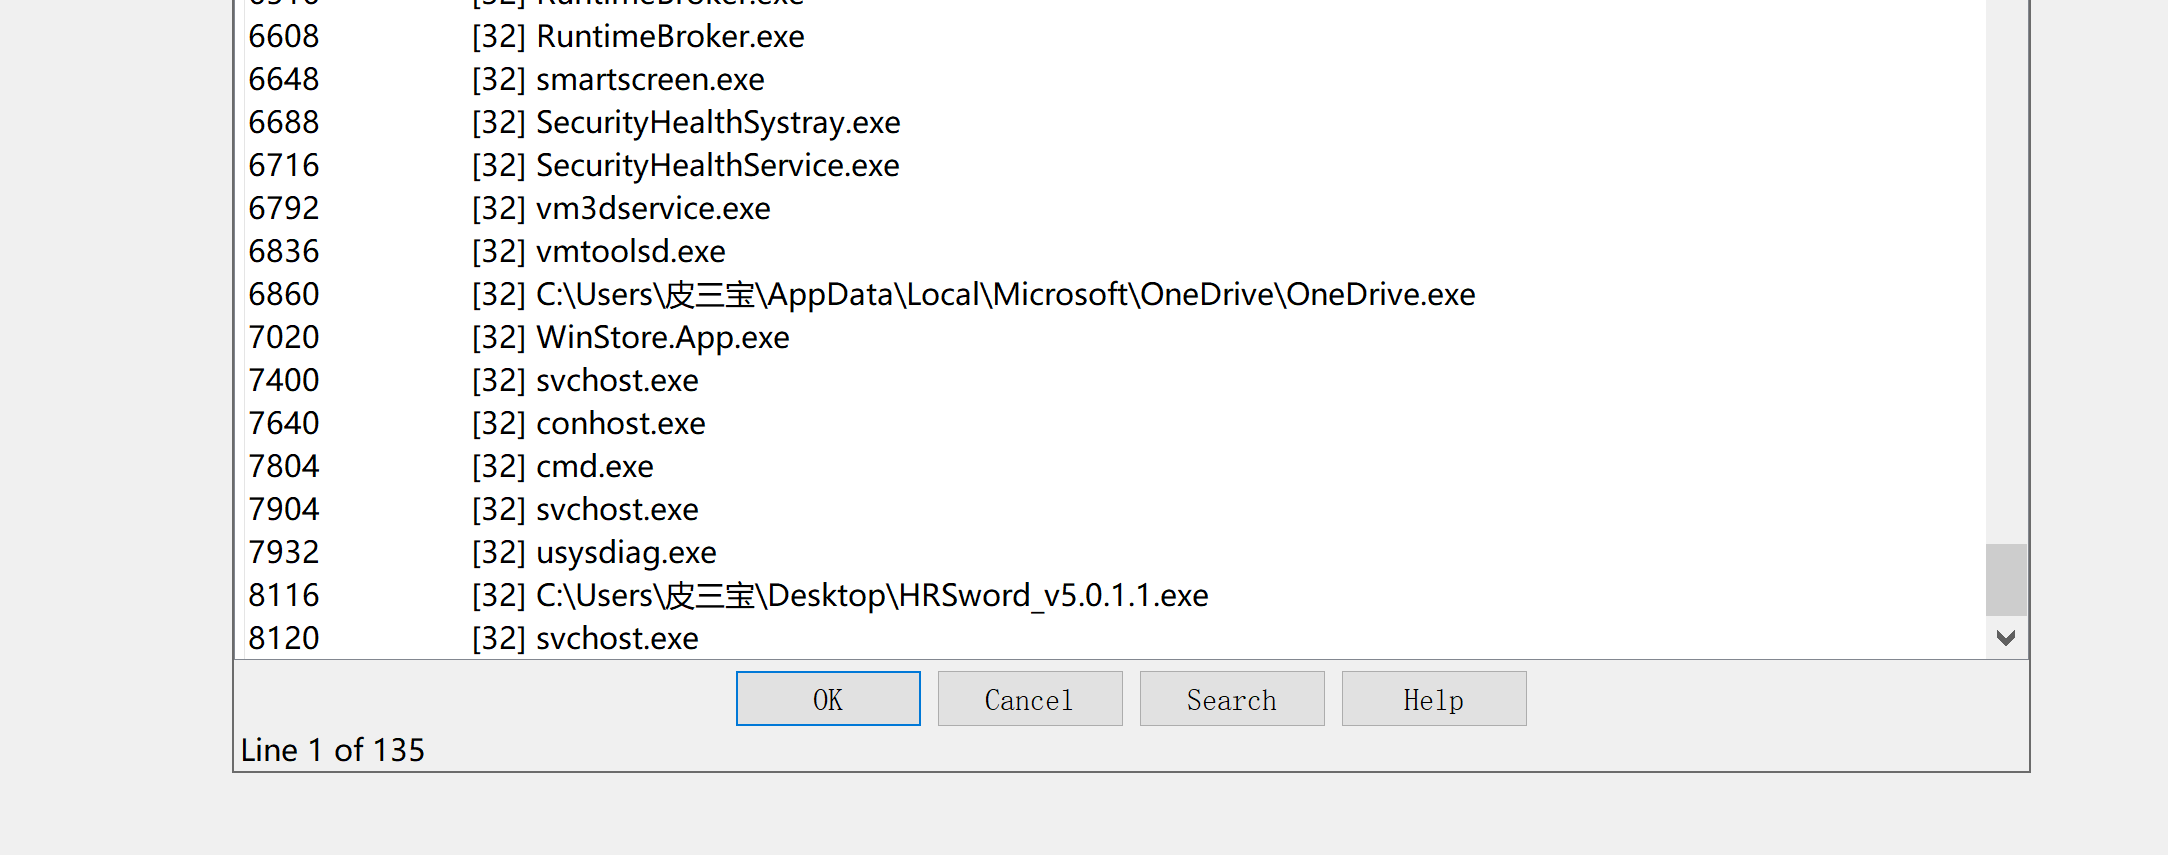 6608 [32] RuntimeBroker.exe
6648 [32] smartscreen.exe
6688 [32] SecurityHealthSystray.exe
6716 [32] SecurityHealthService.exe
6792 [32] vm3dservice.exe
6836 [32] vmtoolsd.exe
6860 [32] C:\Users\皮三宝\AppData\Local\Microsoft\OneDrive\OneDrive.exe
7020 [32] WinStore.App.exe
7400 [32] svchost.exe
7640 [32] conhost.exe
7804 [32] cmd.exe
7904 [32] svchost.exe
7932 [32] usysdiag.exe
8116 [32] C:\Users\皮三宝\Desktop\HRSword_v5.0.1.1.exe
8120 [32] svchost.exe
OK Cancel Search Help
Line 1 of 135